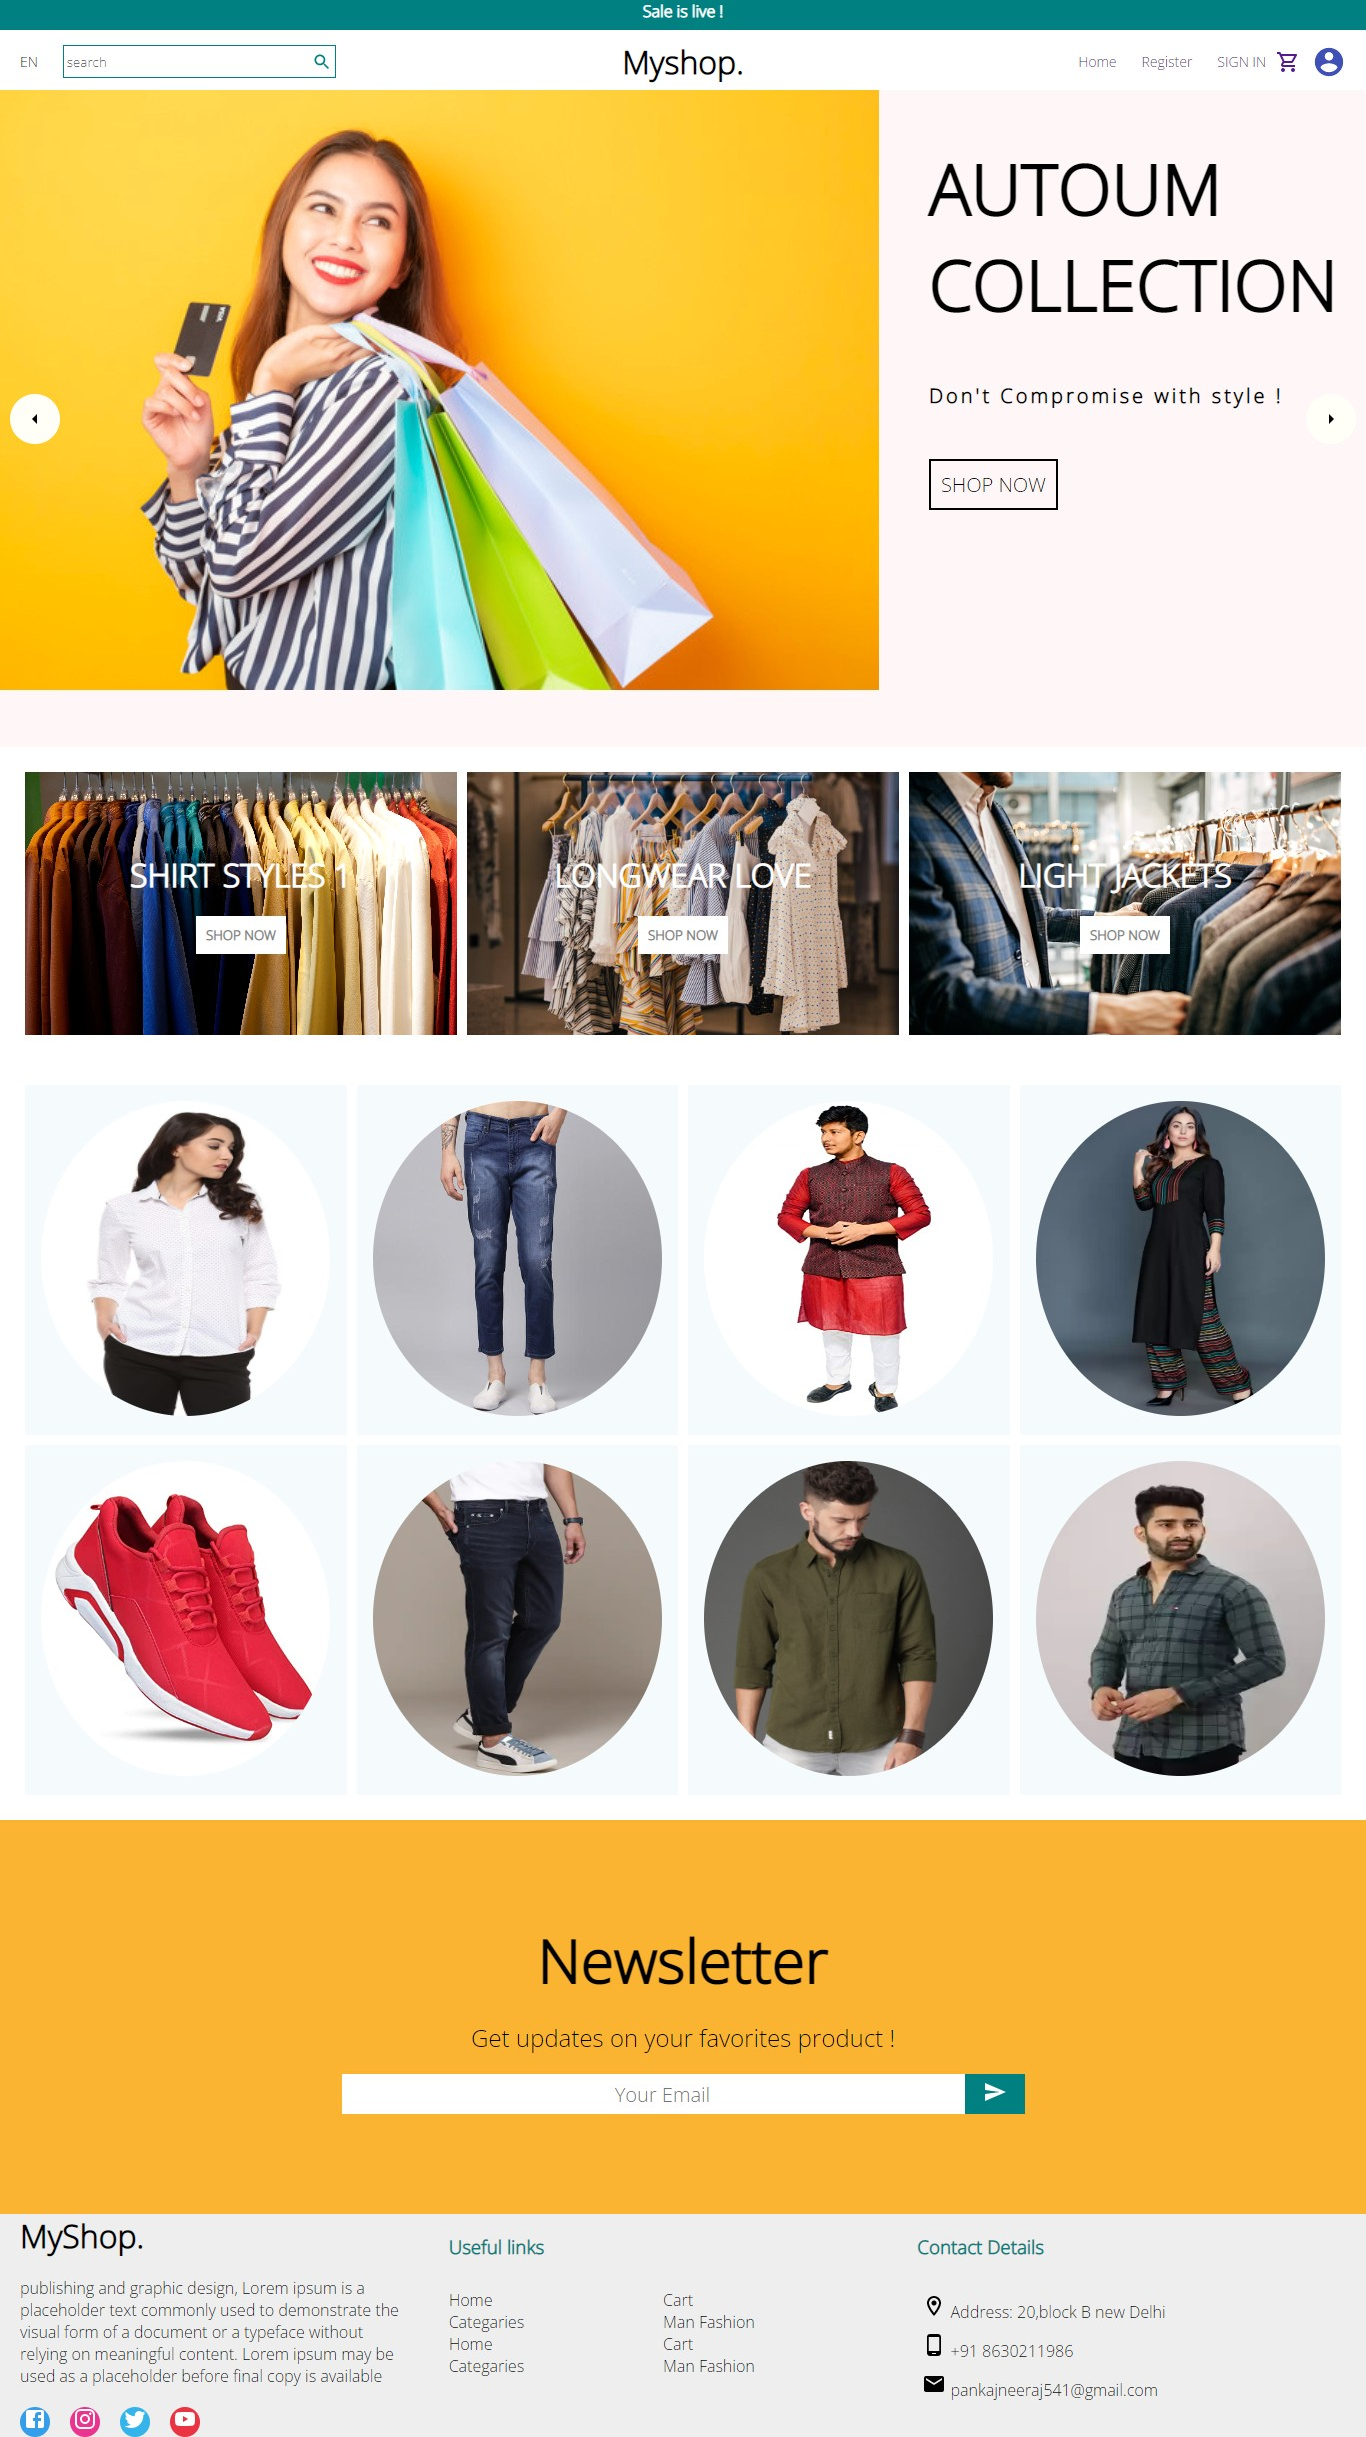 Sale is live !
EN
search
Myshop.
Home
Register
SIGN IN
AUTOUM
COLLECTION
Don't Compromise with style !
SHOP NOW
SHIRT STYLES 1
SHOP NOW
LONGWEAR LOVE
SHOP NOW
LIGHT JACKETS
SHOP NOW
Newsletter
Get updates on your favorites product !
Your Email
MyShop.
publishing and graphic design, Lorem ipsum is a
placeholder text commonly used to demonstrate the
visual form of a document or a typeface without
relying on meaningful content. Lorem ipsum may be
used as a placeholder before final copy is available
Useful links
Home
Cart
Categaries
Man Fashion
Home
Cart
Categaries
Man Fashion
Contact Details
Address: 20,block B new Delhi
+91 8630211986
pankajneeraj541@gmail.com